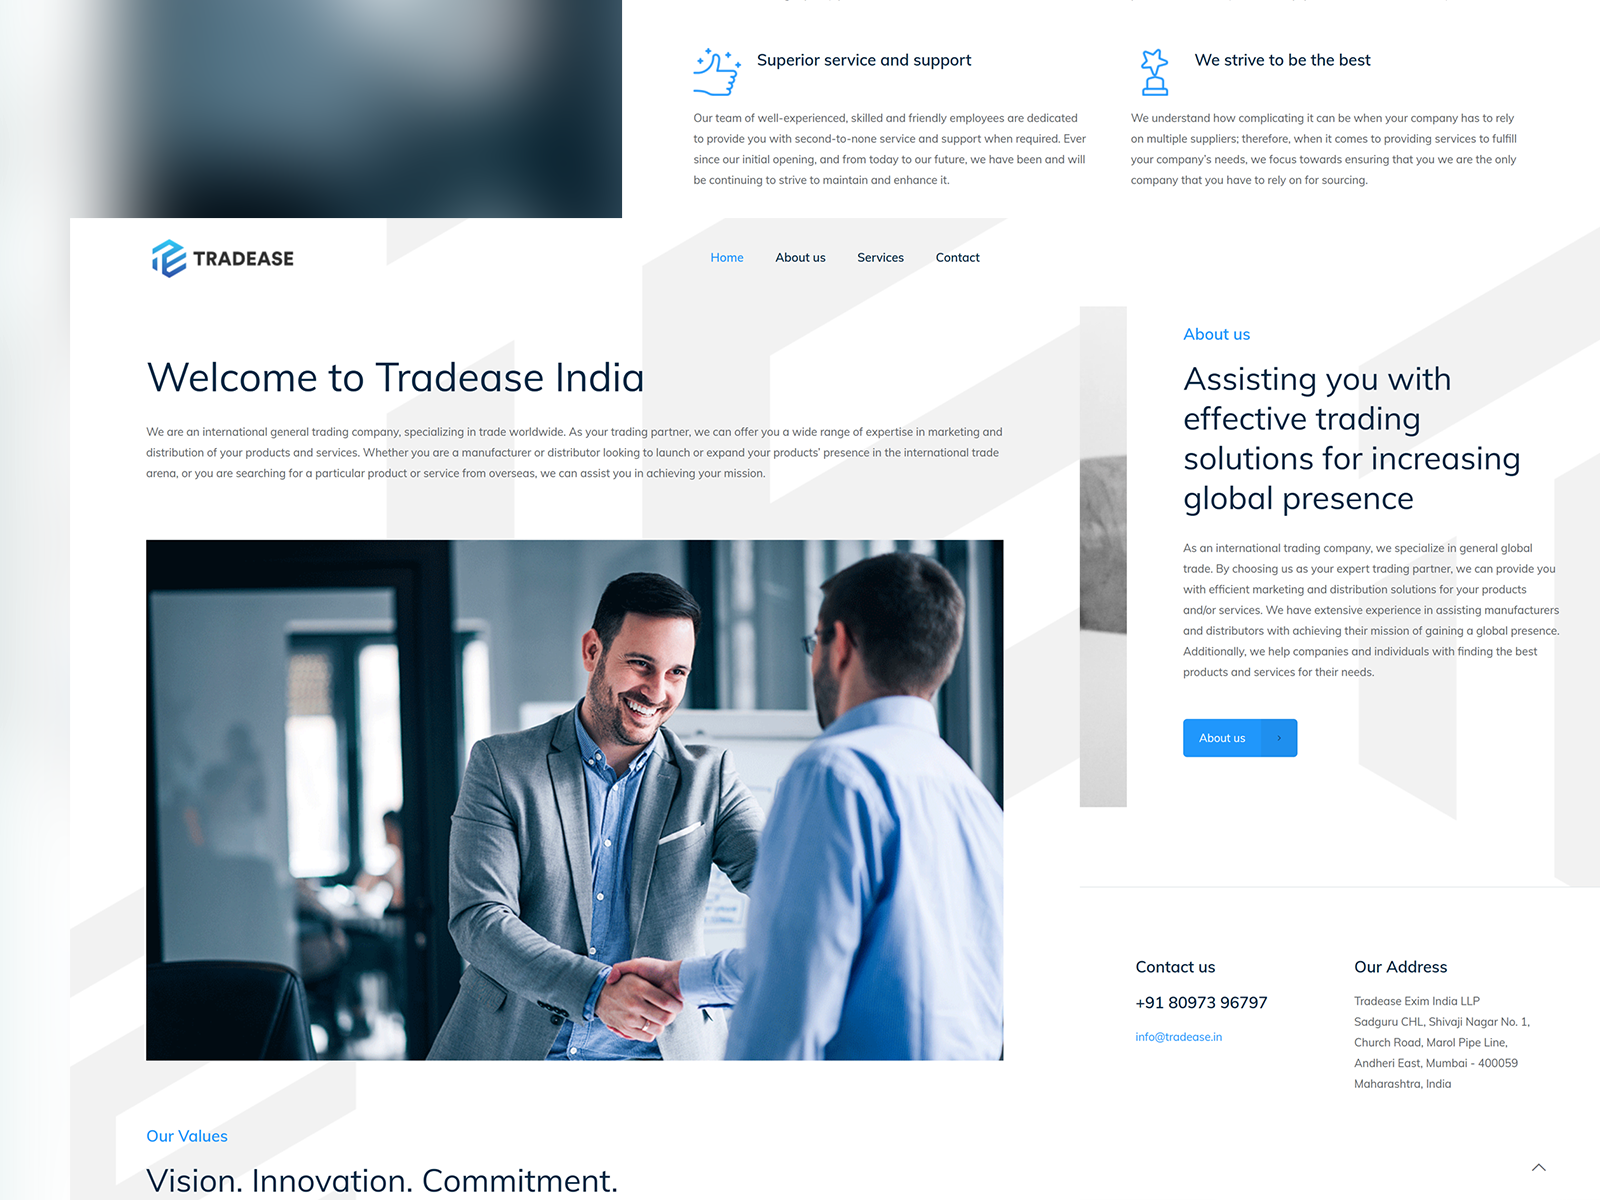 Superior service and support
Our team of well-experienced, skilled and friendly employees are dedicated
to provide you with second-to-none service and support when required. Ever
since our initial opening, and from today to our future, we have been and will
be continuing to strive to maintain and enhance it.
We strive to be the best
We understand how complicating it can be when your company has to rely
on multiple suppliers; therefore, when it comes to providing services to fulfill
your company's needs, we focus towards ensuring that you we are the only
company that you have to rely on for sourcing.
TRADEASE
Home
About us
Services
Contact
Welcome to Tradease India
We are an international general trading company, specializing in trade worldwide. As your trading partner, we can offer you a wide range of expertise in marketing and
distribution of your products and services. Whether you are a manufacturer or distributor looking to launch or expand your products' presence in the international trade
arena, or you are searching for a particular product or service from overseas, we can assist you in achieving your mission.
About us
Assisting you with
effective trading
solutions for increasing
global presence
As an international trading company, we specialize in general global
trade. By choosing us as your expert trading partner, we can provide you
with efficient marketing and distribution solutions for your products
and/or services. We have extensive experience in assisting manufacturers
and distributors with achieving their mission of gaining a global presence.
Additionally, we help companies and individuals with finding the best
products and services for their needs.
About us
Contact us
+91 80973 96797
info@tradease.in
Our Address
Tradease Exim India LLP
Sadguru CHL, Shivaji Nagar No. 1,
Church Road, Marol Pipe Line,
Andheri East, Mumbai - 400059
Maharashtra, India
Our Values
Vision. Innovation. Commitment.